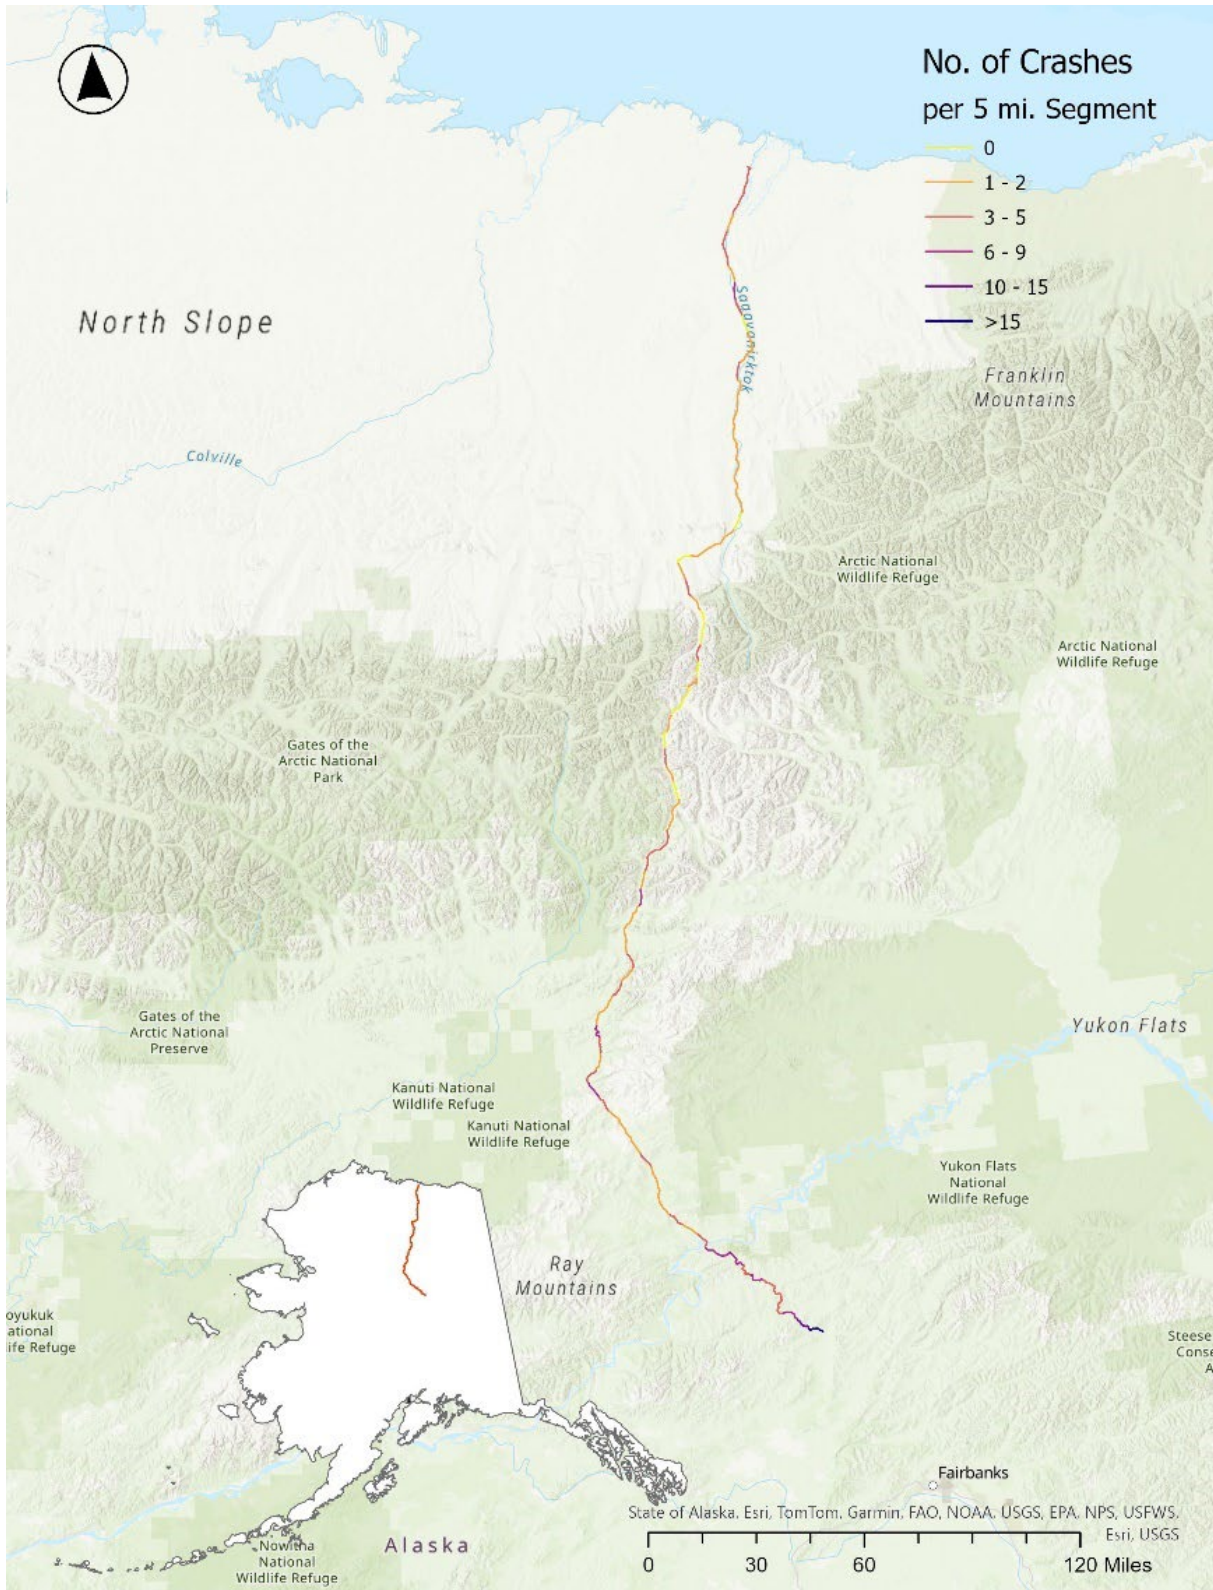 No. of Crashes
per 5 mi. Segment
0
1 - 2
3 - 5
6 - 9
10 - 15
>15
North Slope
Sagavanirktok
Franklin
Mountains
Colville
Arctic National
Wildlife Refuge
Arctic National
Wildlife Refuge
Gates of the
Arctic National
Park
Gates of the
Arctic National
Preserve
Yukon Flats
Kanuti National
Wildlife Refuge
Kanuti National
Wildlife Refuge
Yukon Flats
National
Wildlife Refuge
Ray
Mountains
oyukuk
ational
ife Refuge
Steese
Conse
A
Fairbanks
State of Alaska, Esri, TomTom, Garmin, FAO, NOAA, USGS, EPA, NPS, USFWS,
Esri, USGS
Alaska
Nowitna
National
Wildlife Refuge
0 30 60 120 Miles